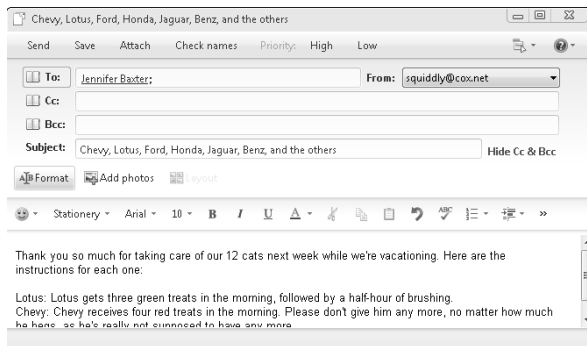 Chevy, Lotus, Ford, Honda, Jaguar, Benz, and the others
Send Save Attach Check names Priority: High Low
To: Jennifer Baxter; From: squiddly@cox.net
Cc:
Bcc:
Subject: Chevy, Lotus, Ford, Honda, Jaguar, Benz, and the others Hide Cc & Bcc
Format Add photos Layout
Stationery Arial 10 B I U A ABC »
Thank you so much for taking care of our 12 cats next week while we're vacationing. Here are the
instructions for each one:
Lotus: Lotus gets three green treats in the morning, followed by a half-hour of brushing.
Chevy: Chevy receives four red treats in the morning. Please don't give him any more, no matter how much
he begs, as he's really not supposed to have any more